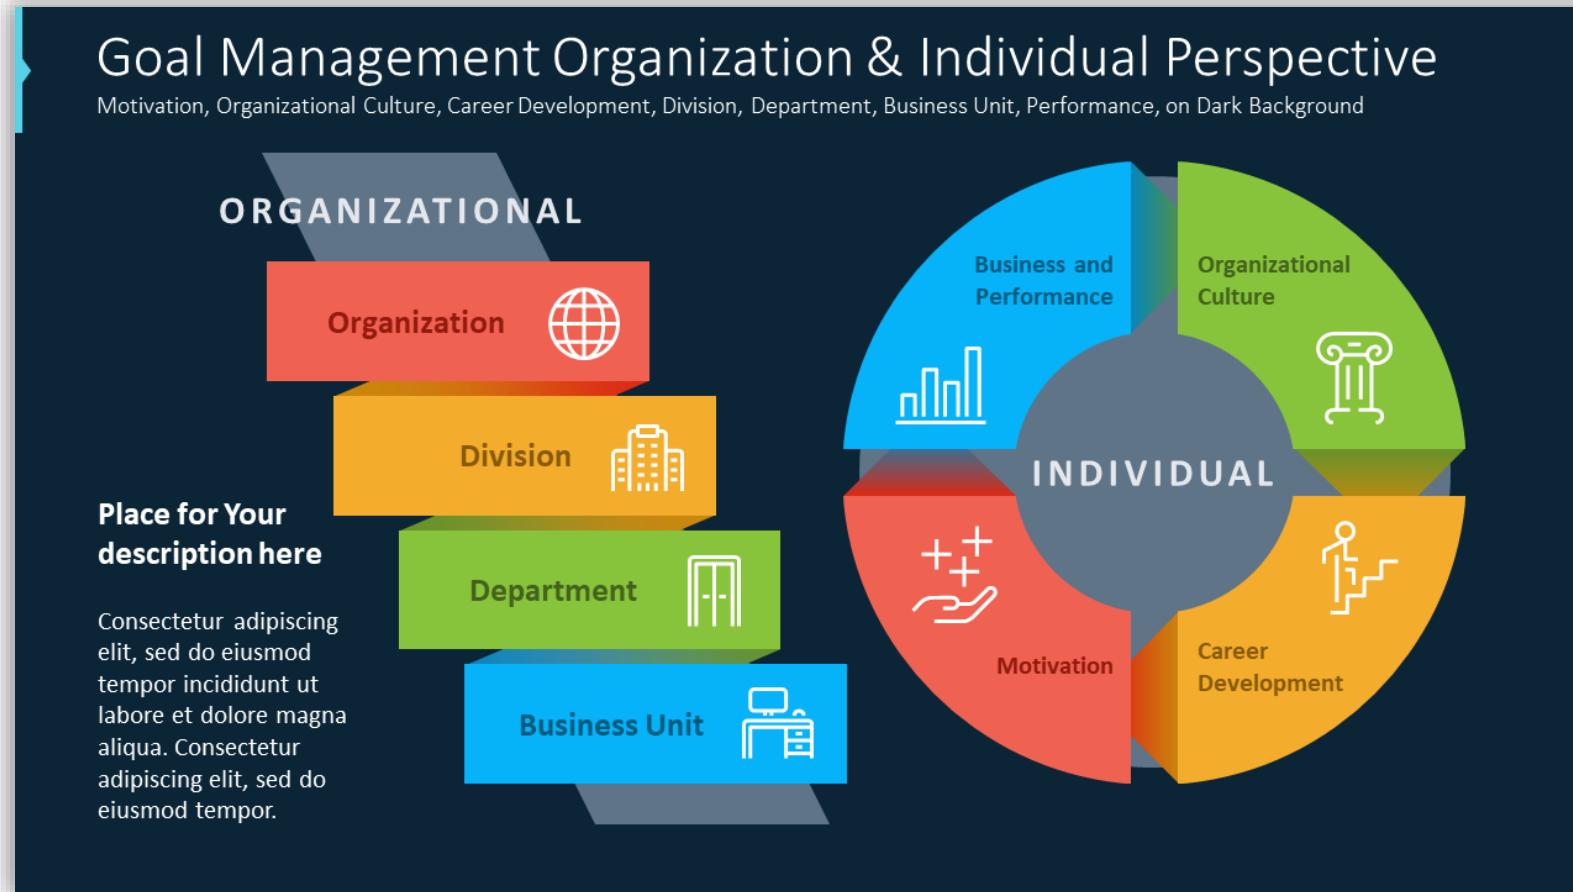 Goal Management Organization & Individual Perspective
Motivation, Organizational Culture, Career Development, Division, Department, Business Unit, Performance, on Dark Background
ORGANIZATIONAL
Organization
Division
Department
Business Unit
Place for Your
description here
Consectetur adipiscing
elit, sed do eiusmod
tempor incididunt ut
labore et dolore magna
aliqua. Consectetur
adipiscing elit, sed do
eiusmod tempor.
Business and
Performance
Organizational
Culture
INDIVIDUAL
Motivation
Career
Development